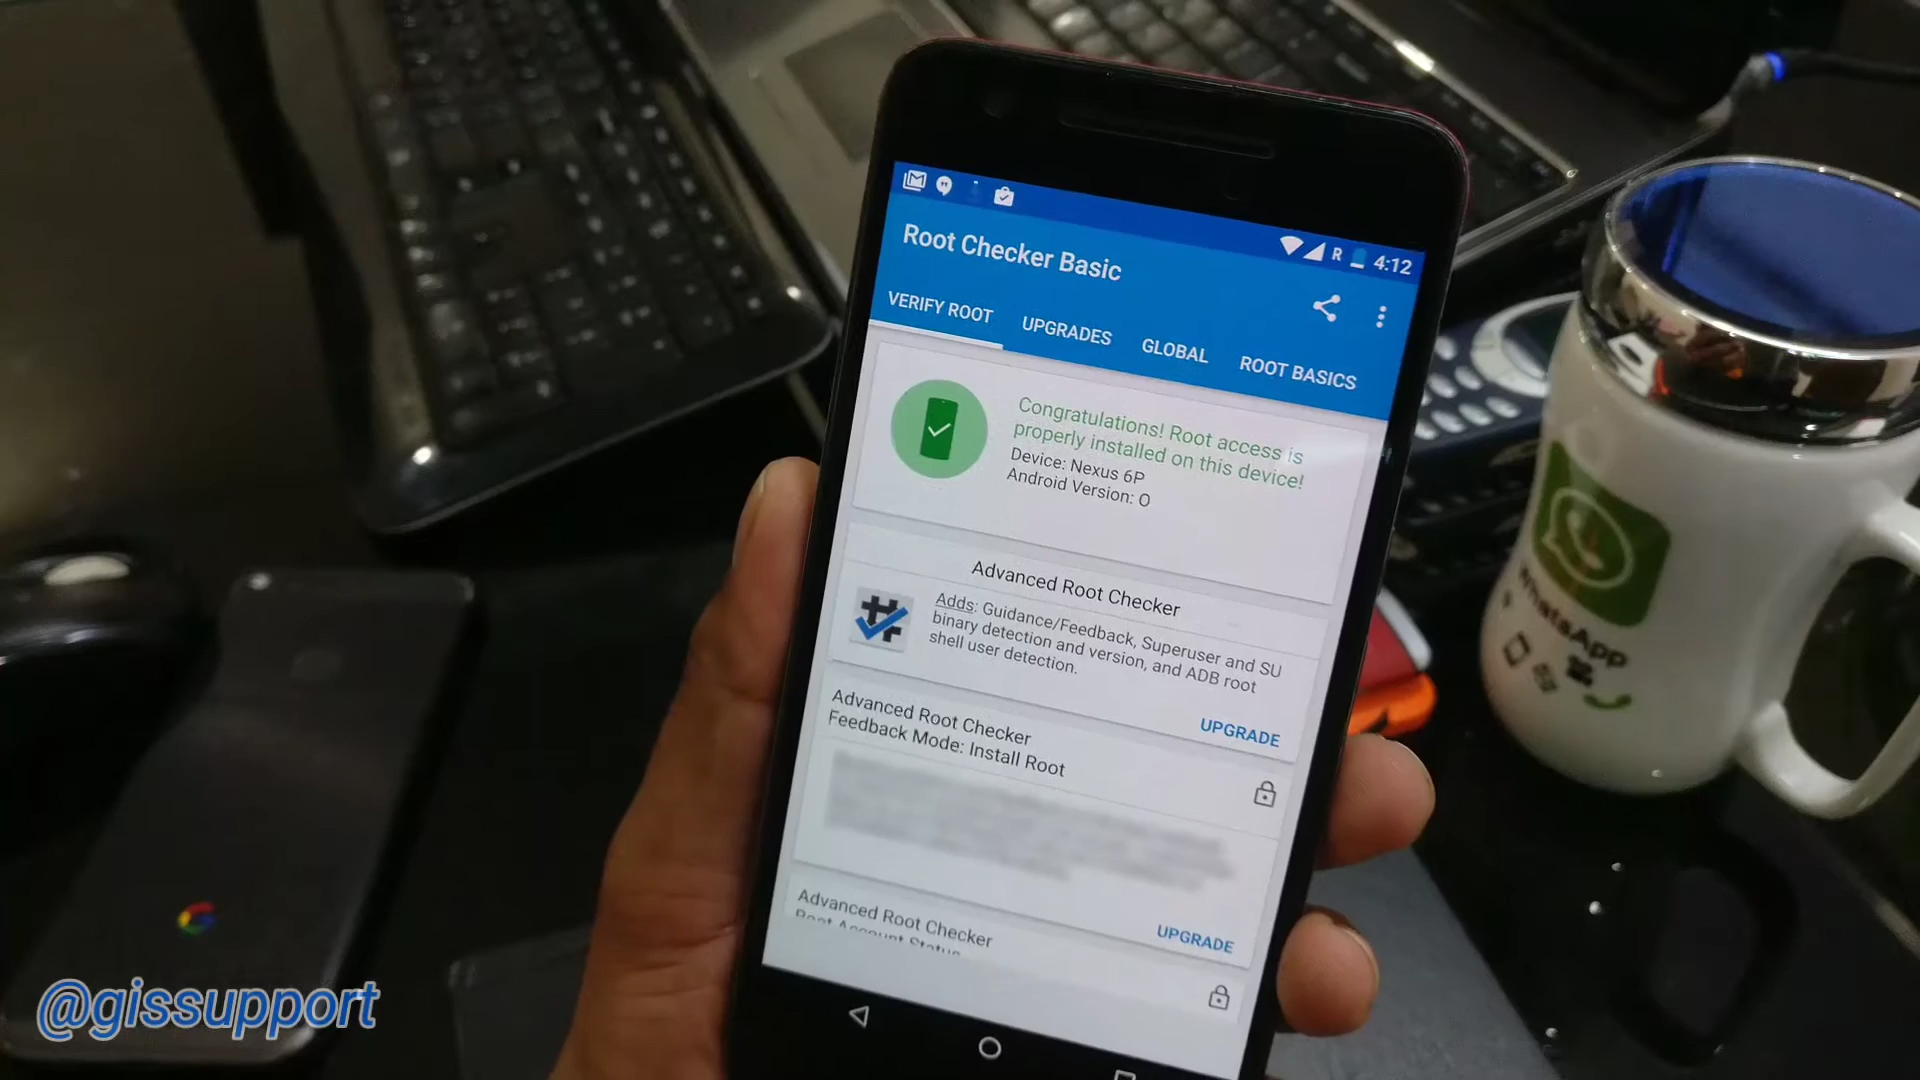 R 4:12
Root Checker Basic
VERIFY ROOT UPGRADES GLOBAL ROOT BASICS
Congratulations! Root access is
properly installed on this device!
Device: Nexus 6P
Android Version: O
Advanced Root Checker
Adds: Guidance/Feedback, Superuser and SU
binary detection and version, and ADB root
shell user detection.
UPGRADE
Advanced Root Checker
Feedback Mode: Install Root
UPGRADE
Advanced Root Checker
Root Account Status
WhatsApp
@gissupport